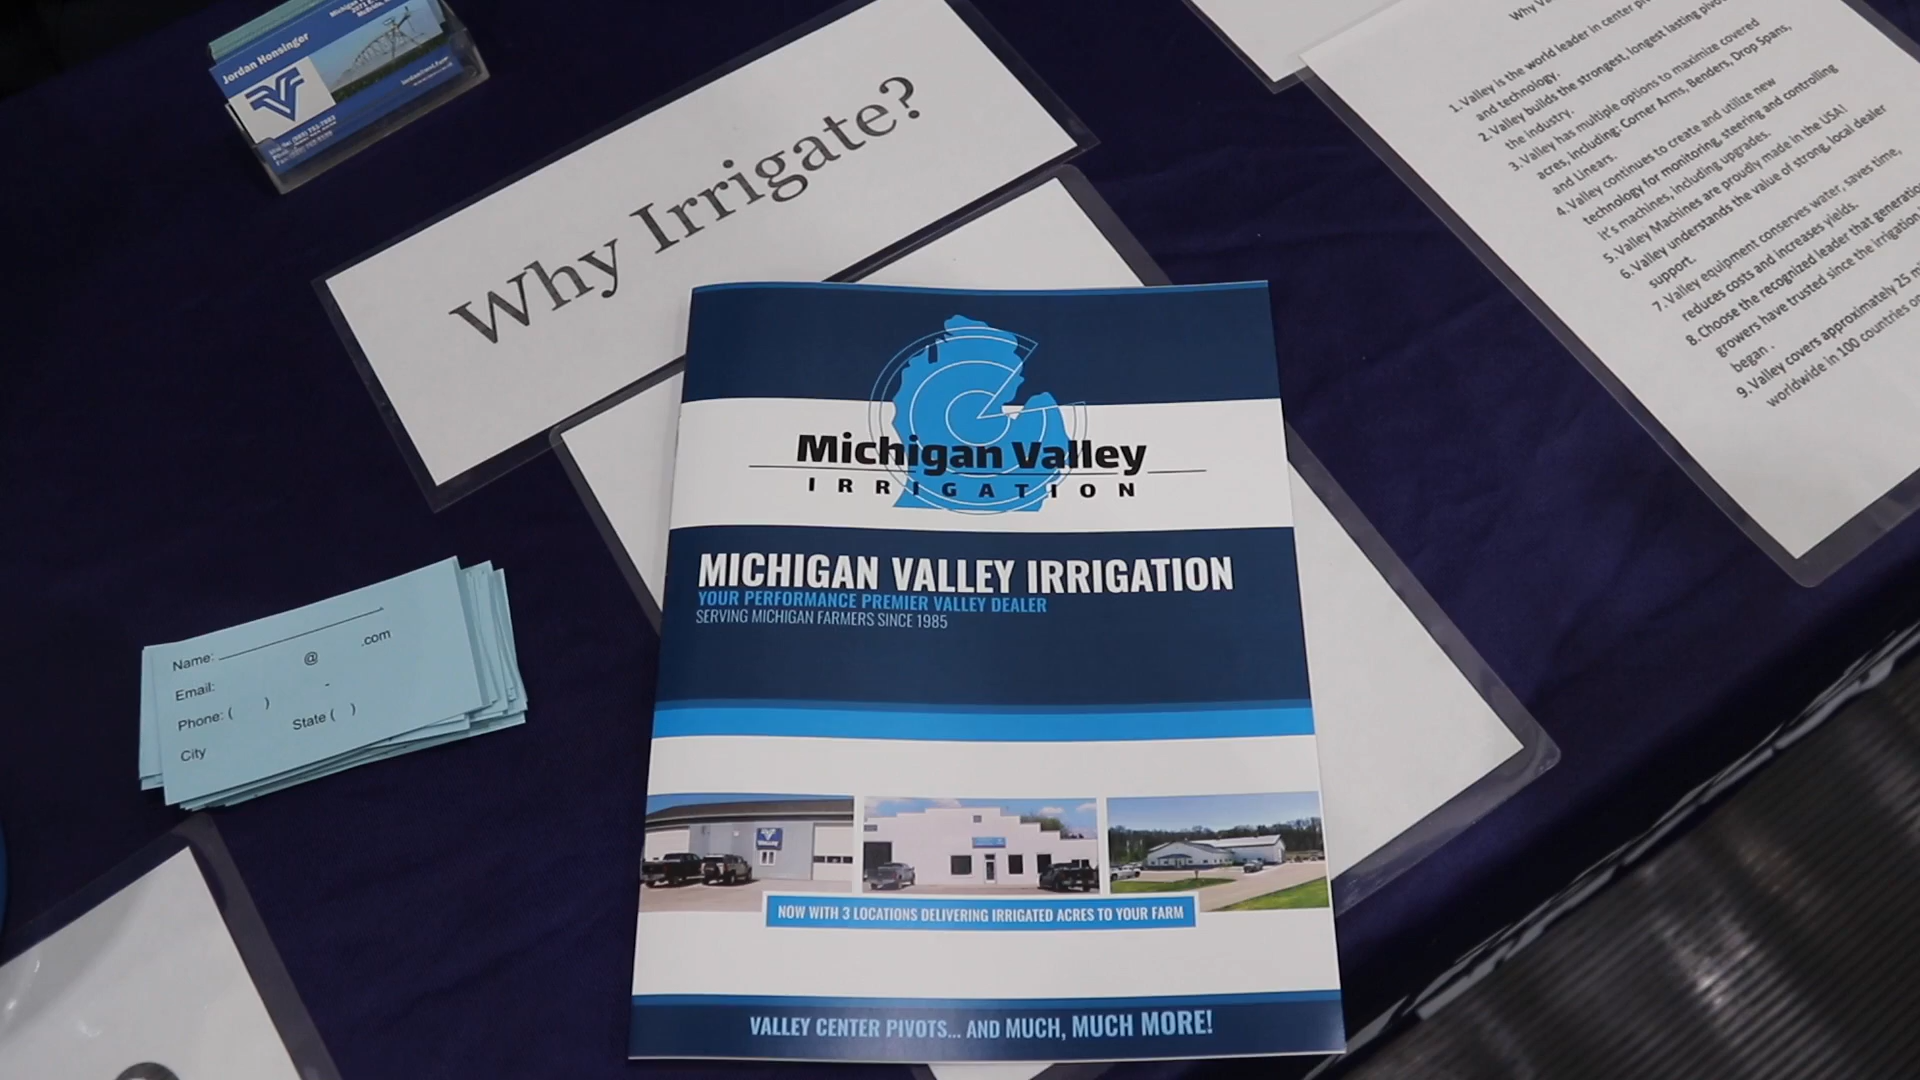 Jordan Honsinger
Why Irrigate?
1. Valley is the world leader in center
and technology.
2. Valley builds the strongest, longest lasting
the industry.
3. Valley has multiple options to maximize covered
acres, including: Corner Arms, Benders, Drop Spans,
and Linears.
4. Valley continues to create and utilize new
technology for monitoring, steering and controlling
it's machines, including upgrades.
5. Valley Machines are proudly made in the USA!
6. Valley understands the value of strong, local dealer
support.
7. Valley equipment conserves water, saves time,
reduces costs and increases yields.
8. Choose the recognized leader that
growers have trusted since the irrigation
began .
9. Valley covers approximately 25
worldwide in 100 countries
Michigan Valley
IRRIGATION
MICHIGAN VALLEY IRRIGATION
YOUR PERFORMANCE PREMIER VALLEY DEALER
SERVING MICHIGAN FARMERS SINCE 1985
NOW WITH 3 LOCATIONS DELIVERING IRRIGATED ACRES TO YOUR FARM
VALLEY CENTER PIVOTS... AND MUCH, MUCH MORE!
Name:
@ .com
Email:
-
Phone: ( )
State ( )
City